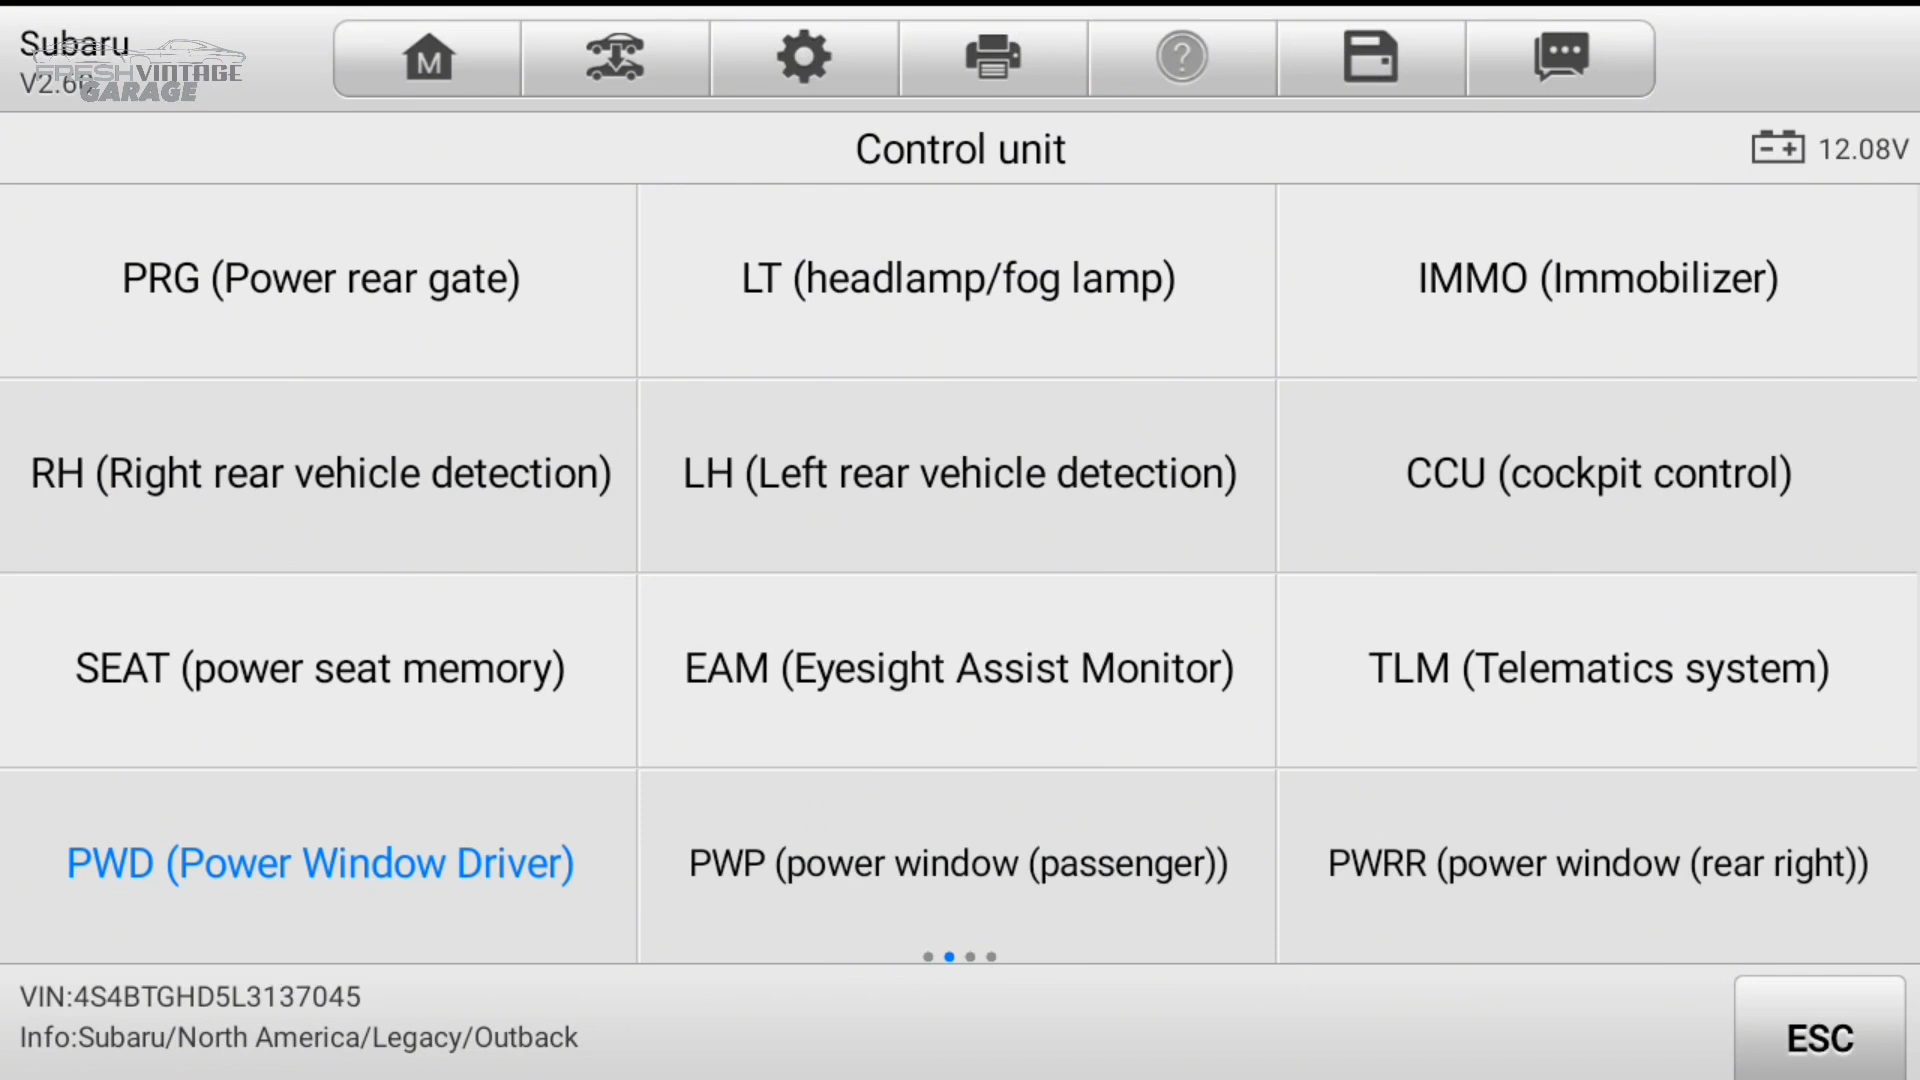 Subaru
V2.6
FRESHVINTAGE
GARAGE
M
?
Control unit
12.08V
PRG (Power rear gate)
LT (headlamp/fog lamp)
IMMO (Immobilizer)
RH (Right rear vehicle detection)
LH (Left rear vehicle detection)
CCU (cockpit control)
SEAT (power seat memory)
EAM (Eyesight Assist Monitor)
TLM (Telematics system)
PWD (Power Window Driver)
PWP (power window (passenger))
PWRR (power window (rear right))
VIN:4S4BTGHD5L3137045
Info:Subaru/North America/Legacy/Outback
ESC